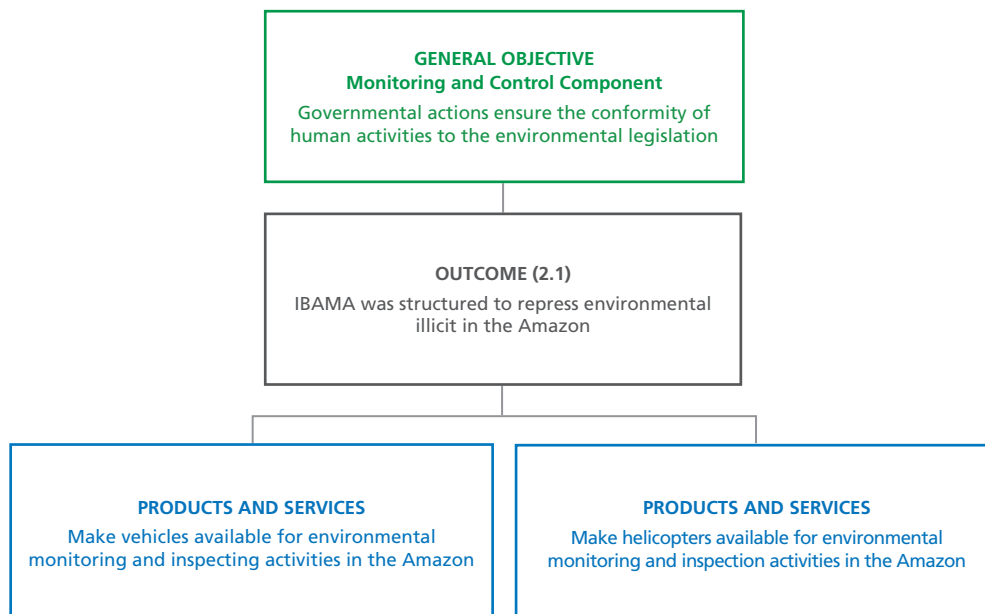 GENERAL OBJECTIVE
Monitoring and Control Component
Governmental actions ensure the conformity of
human activities to the environmental legislation
OUTCOME (2.1)
IBAMA was structured to repress environmental
illicit in the Amazon
PRODUCTS AND SERVICES
Make vehicles available for environmental
monitoring and inspecting activities in the Amazon
PRODUCTS AND SERVICES
Make helicopters available for environmental
monitoring and inspection activities in the Amazon